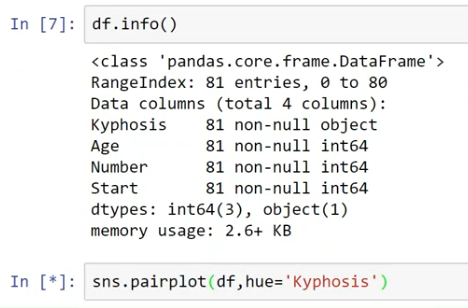 In [7]: df.info()
<class 'pandas.core.frame.DataFrame'>
RangeIndex: 81 entries, 0 to 80
Data columns (total 4 columns):
Kyphosis    81 non-null object
Age         81 non-null int64
Number      81 non-null int64
Start       81 non-null int64
dtypes: int64(3), object(1)
memory usage: 2.6+ KB
In [*]: sns.pairplot(df,hue='Kyphosis')